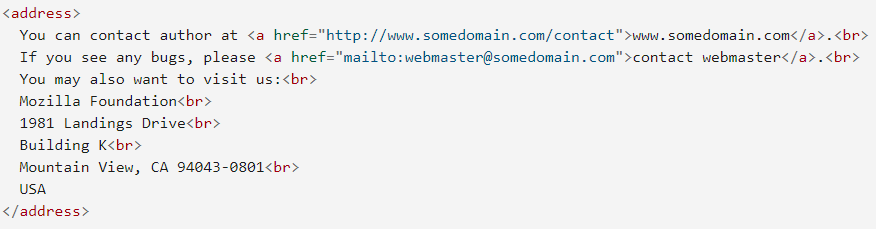 <address>
You can contact author at <a href="http://www.somedomain.com/contact">www.somedomain.com</a>.<br>
If you see any bugs, please <a href="mailto:webmaster@somedomain.com">contact webmaster</a>.<br>
You may also want to visit us:<br>
Mozilla Foundation<br>
1981 Landings Drive<br>
Building K<br>
Mountain View, CA 94043-0801<br>
USA
</address>